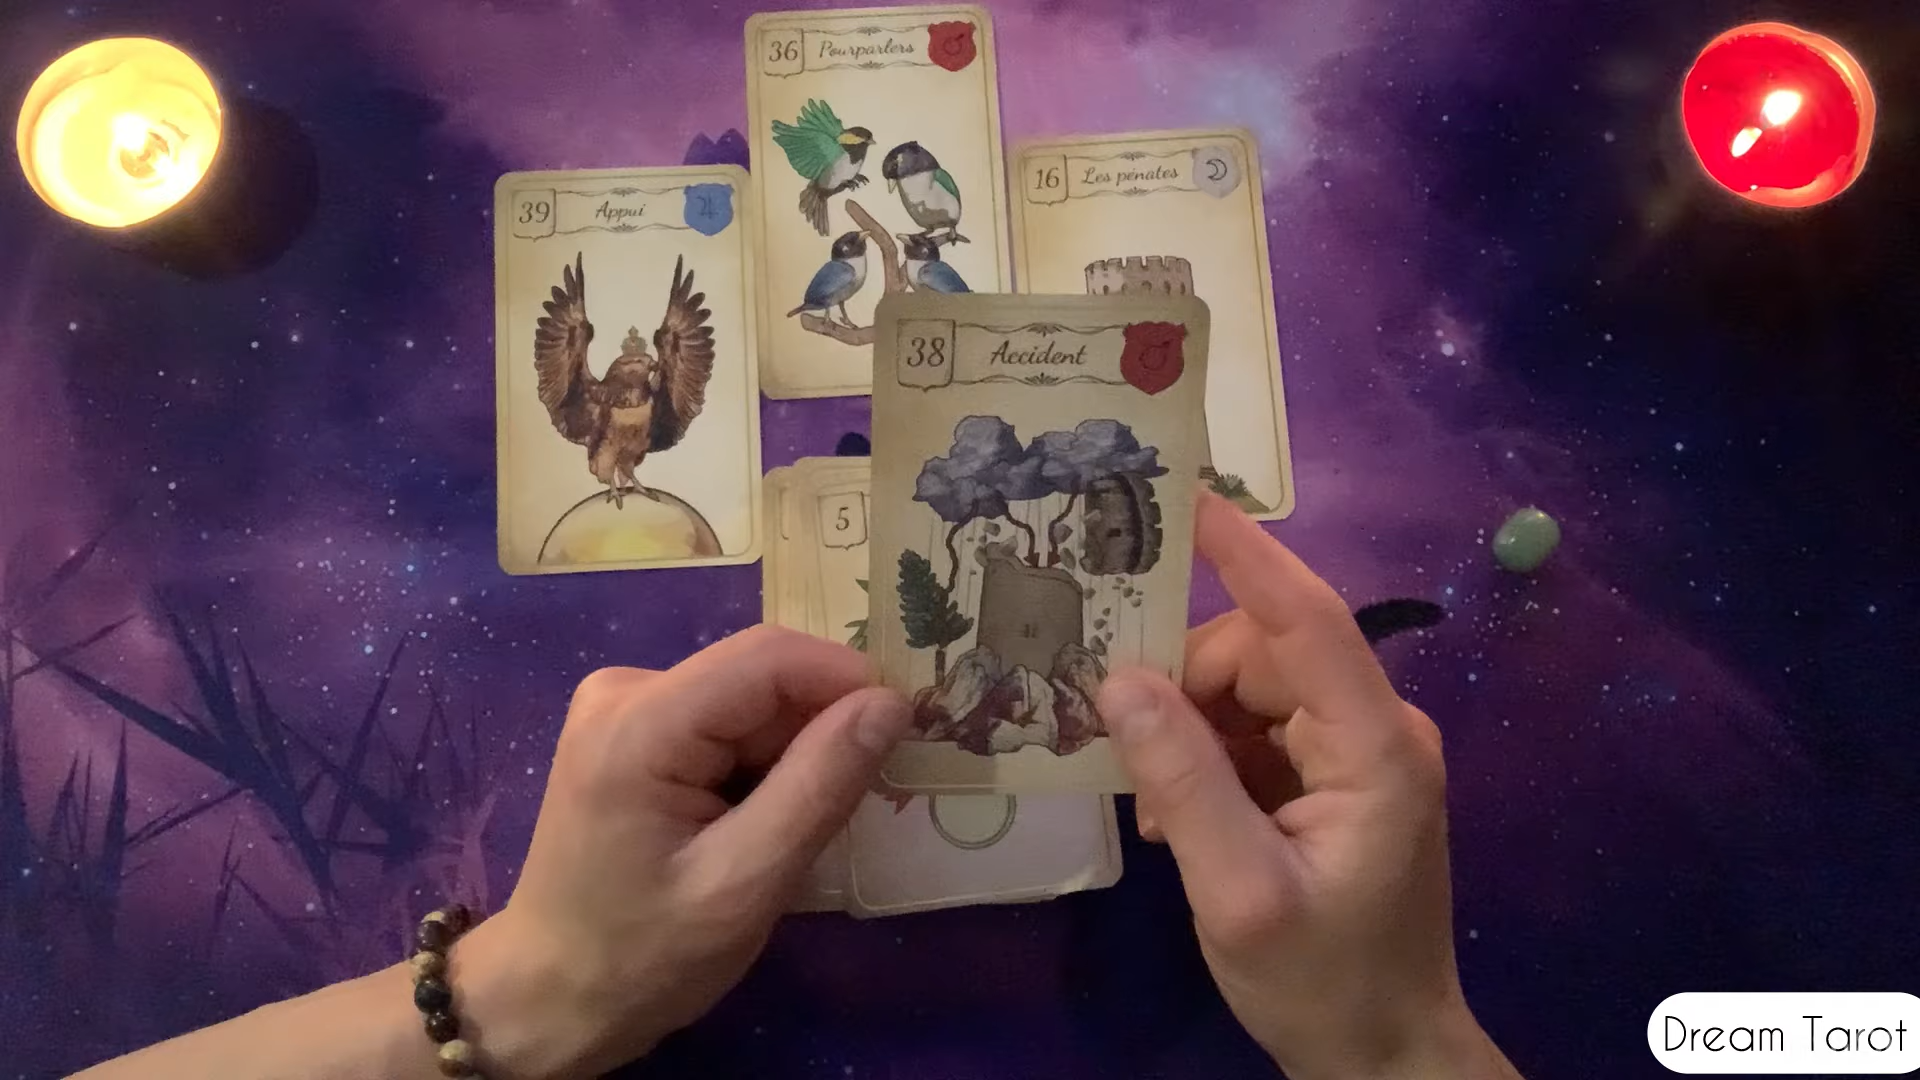 36 Pourparlers
16 Les pénates
39 Appui
38 Accident
5
Dream Tarot